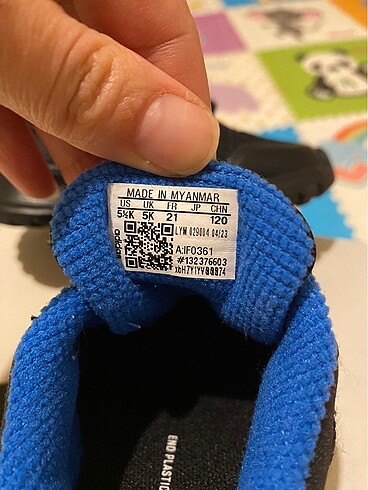 MADE IN MYANMAR
US UK FR JP CHN
5½K 5K 21 120
LYM 029004 04/23
adidas
A:IF0361
#132376603
END PLASTIC